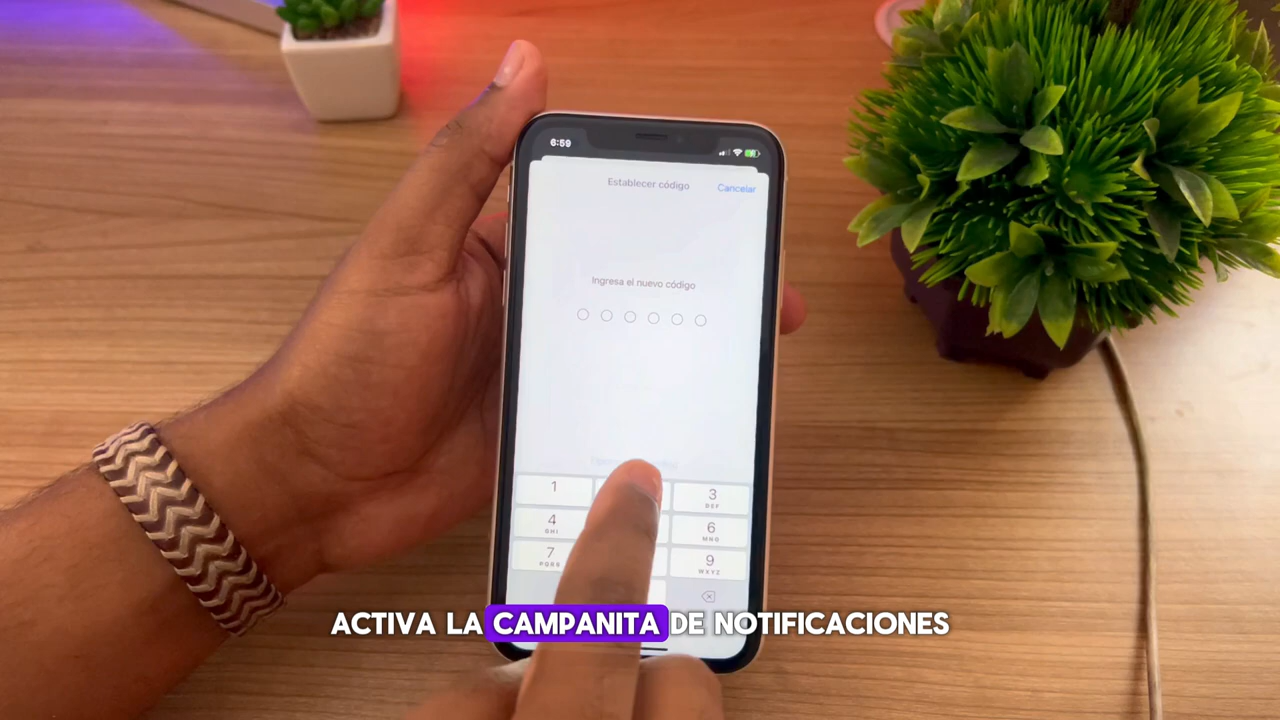 6:59
Establecer código
Cancelar
Ingresa el nuevo código
1
3
DEF
4
GHI
6
MNO
7
PQRS
9
WXYZ
ACTIVA LA CAMPANITA DE NOTIFICACIONES